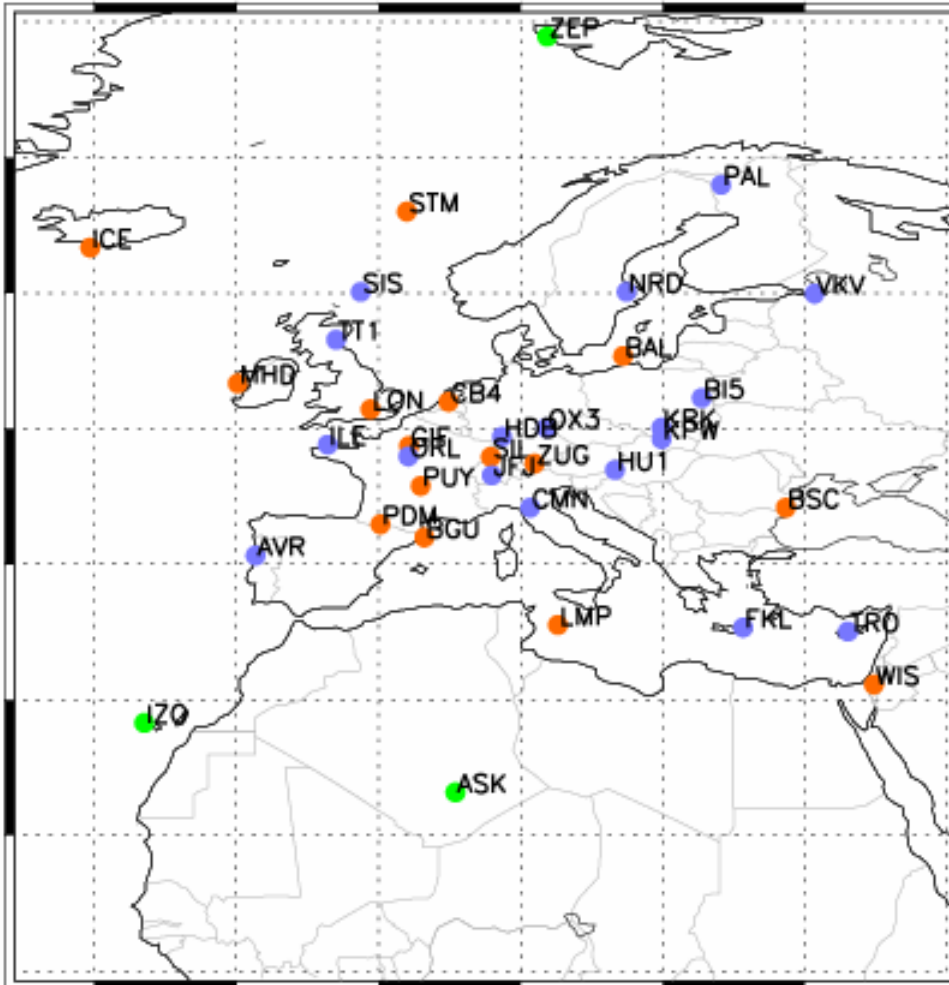 ZEP
PAL
STM
ICE
SIS
NRD
VKV
TT1
BAL
MHD
CB4
BI5
LON
OX3
KRK
HDB
KPW
ILE
GIF
ORL
SIL
ZUG
HU1
JFJ
PUY
CMN
BSC
PDM
BGU
AVR
LMP
FKL
TRO
WIS
IZO
ASK